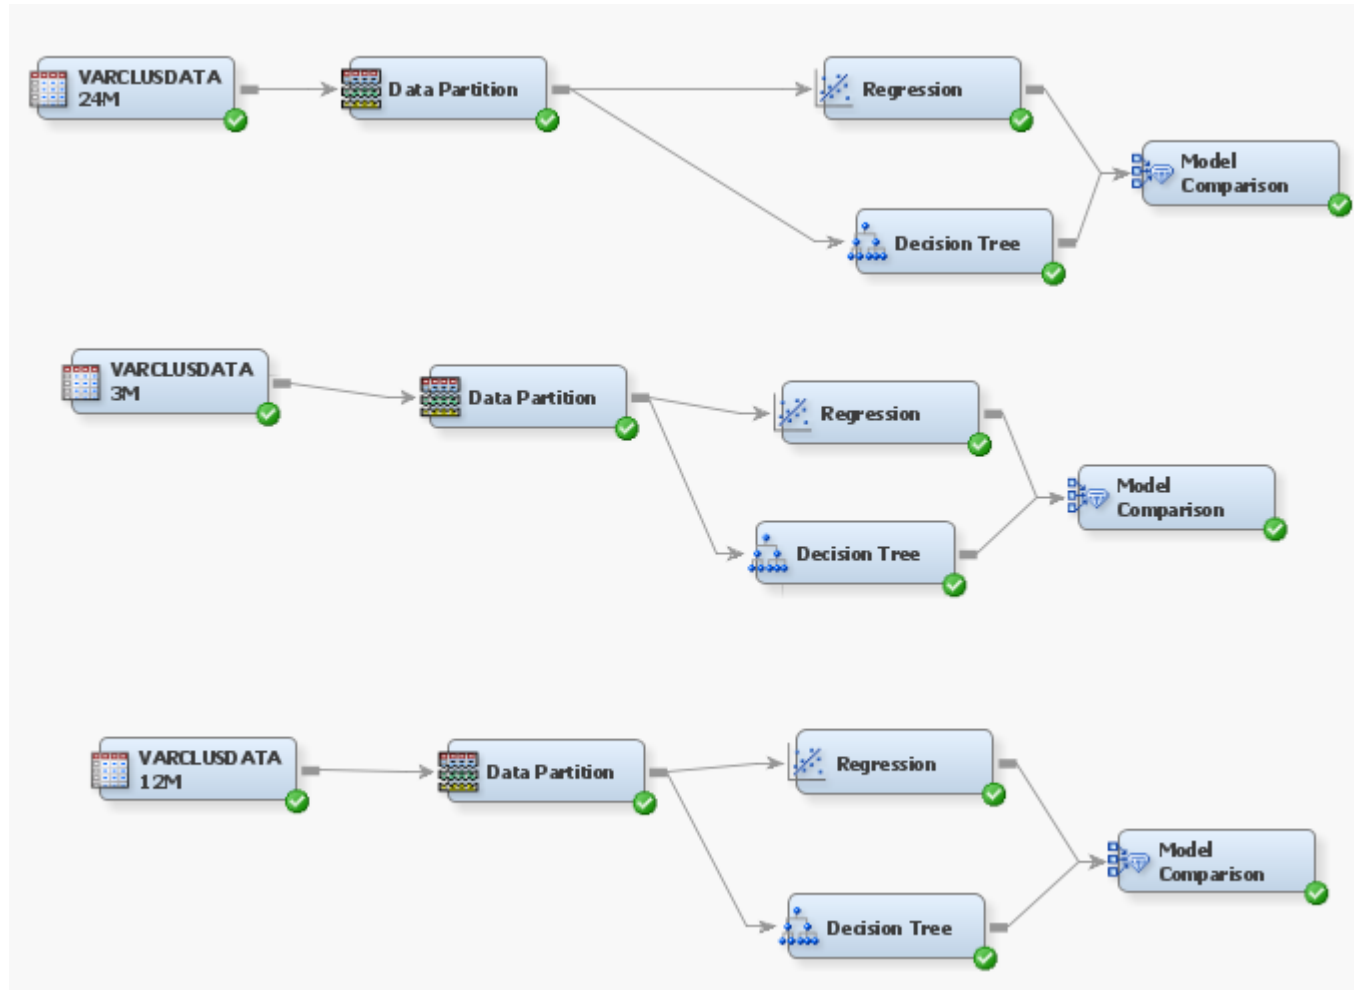 VARCLUSDATA
24M
Data Partition
Regression
Model
Comparison
Decision Tree
VARCLUSDATA
3M
Data Partition
Regression
Model
Comparison
Decision Tree
VARCLUSDATA
12M
Data Partition
Regression
Model
Comparison
Decision Tree